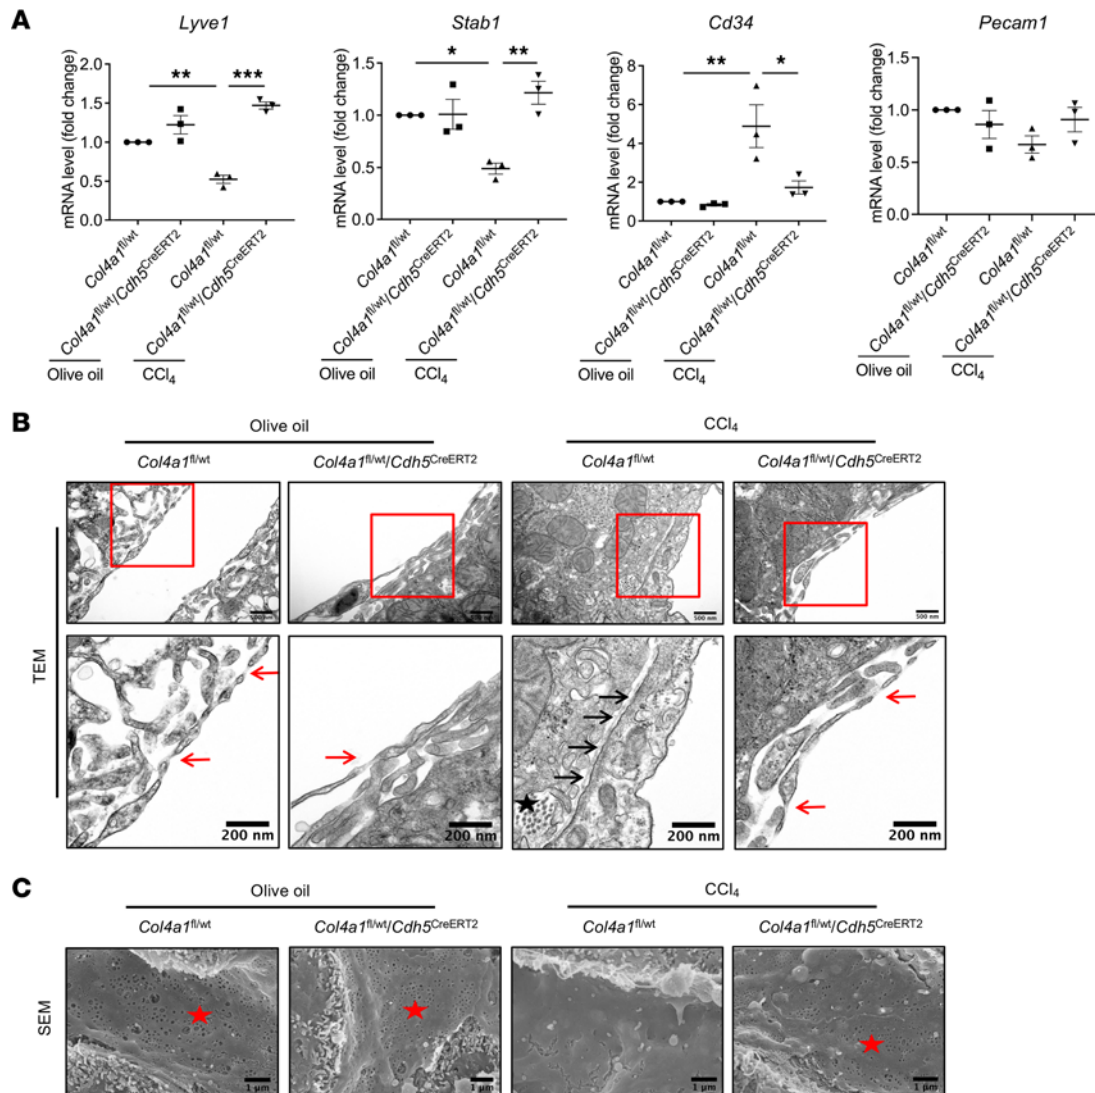 A
Lyve1
Stab1
Cd34
Pecam1
** ***
* **
** *
mRNA level (fold change)
2.0
1.5
1.0
0.5
0.0
mRNA level (fold change)
1.5
1.0
0.5
0
mRNA level (fold change)
8
6
4
2
0
mRNA level (fold change)
1.5
1.0
0.5
0.0
Col4a1fl/wt
Col4a1fl/wt/Cdh5CreERT2
Col4a1fl/wt
Col4a1fl/wt/Cdh5CreERT2
Olive oil
CCl4
Col4a1fl/wt
Col4a1fl/wt/Cdh5CreERT2
Col4a1fl/wt
Col4a1fl/wt/Cdh5CreERT2
Olive oil
CCl4
Col4a1fl/wt
Col4a1fl/wt/Cdh5CreERT2
Col4a1fl/wt
Col4a1fl/wt/Cdh5CreERT2
Olive oil
CCl4
Col4a1fl/wt
Col4a1fl/wt/Cdh5CreERT2
Col4a1fl/wt
Col4a1fl/wt/Cdh5CreERT2
Olive oil
CCl4
B
Olive oil
CCl4
Col4a1fl/wt
Col4a1fl/wt/Cdh5CreERT2
Col4a1fl/wt
Col4a1fl/wt/Cdh5CreERT2
TEM
500 nm
500 nm
200 nm
200 nm
200 nm
200 nm
C
Olive oil
CCl4
Col4a1fl/wt
Col4a1fl/wt/Cdh5CreERT2
Col4a1fl/wt
Col4a1fl/wt/Cdh5CreERT2
SEM
1 µm
1 µm
1 µm
1 µm